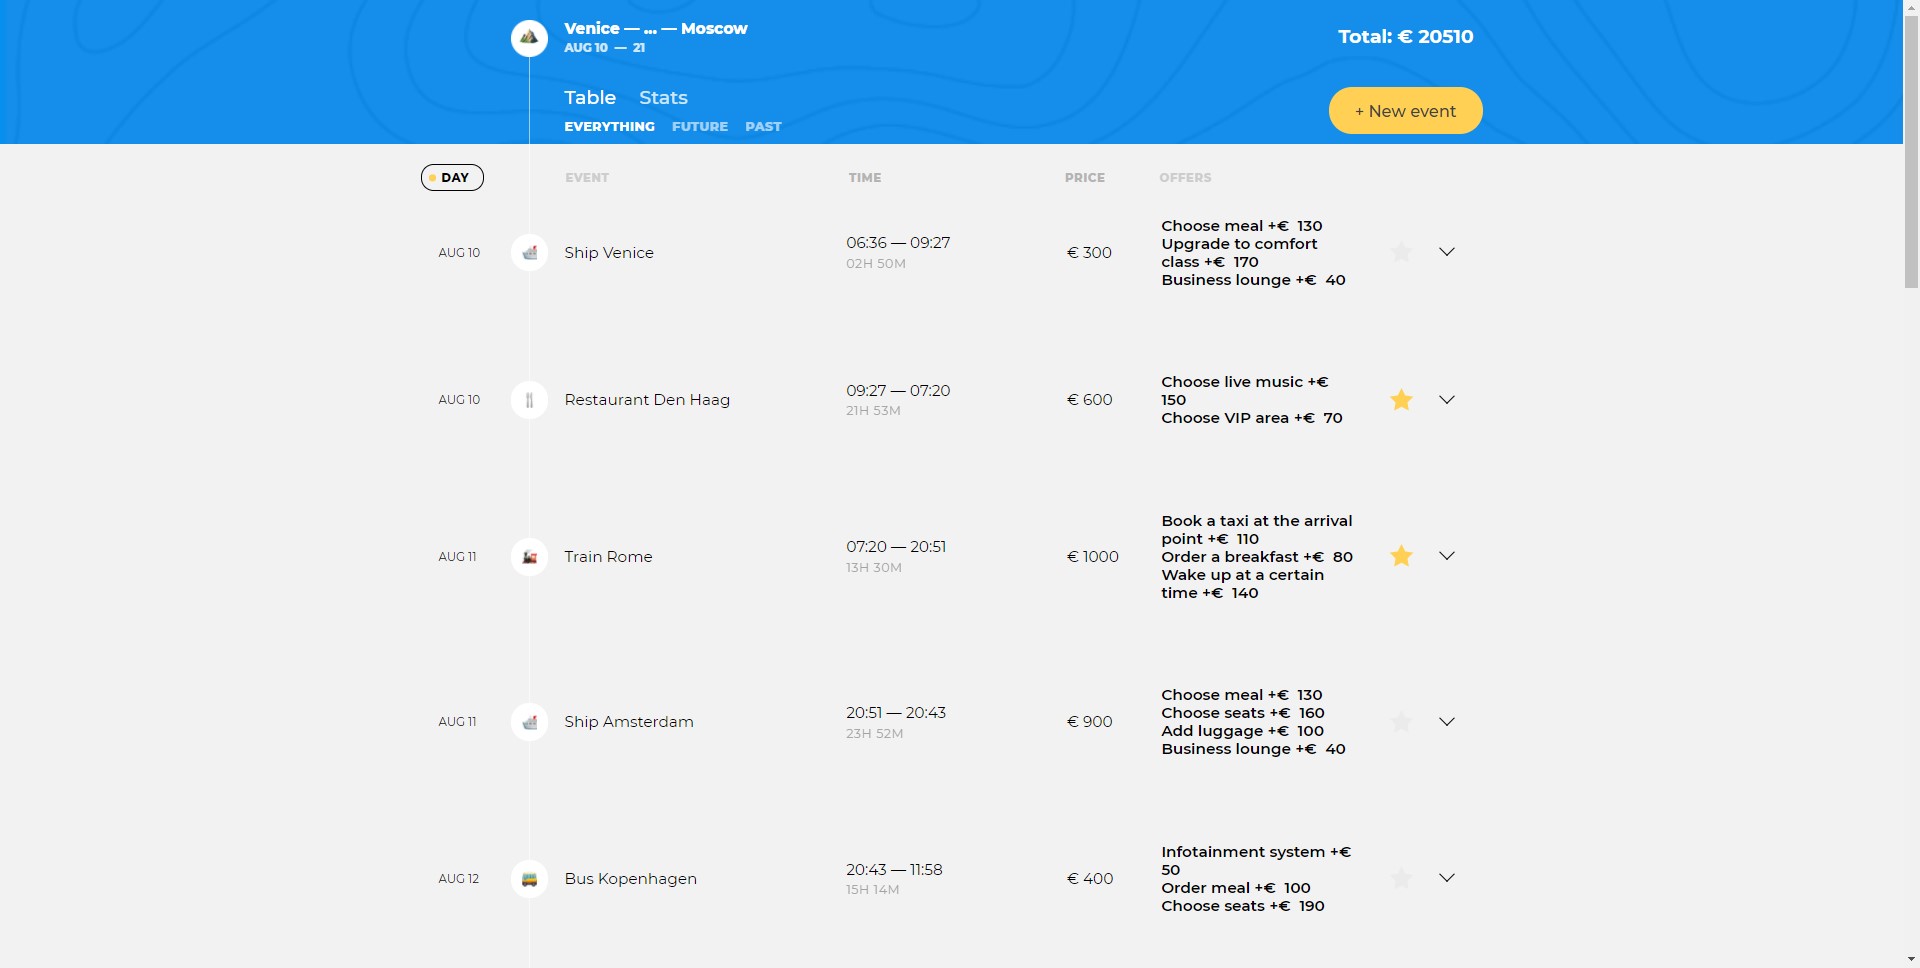 Venice — ... — Moscow
AUG 10 — 21
Total: € 20510
Table Stats
+ New event
EVERYTHING FUTURE PAST
DAY EVENT TIME PRICE OFFERS
AUG 10 Ship Venice 06:36 — 09:27 € 300
02H 50M
Choose meal +€ 130
Upgrade to comfort
class +€ 170
Business lounge +€ 40
AUG 10 Restaurant Den Haag 09:27 — 07:20 € 600
21H 53M
Choose live music +€
150
Choose VIP area +€ 70
AUG 11 Train Rome 07:20 — 20:51 € 1000
13H 30M
Book a taxi at the arrival
point +€ 110
Order a breakfast +€ 80
Wake up at a certain
time +€ 140
AUG 11 Ship Amsterdam 20:51 — 20:43 € 900
23H 52M
Choose meal +€ 130
Choose seats +€ 160
Add luggage +€ 100
Business lounge +€ 40
AUG 12 Bus Kopenhagen 20:43 — 11:58 € 400
15H 14M
Infotainment system +€
50
Order meal +€ 100
Choose seats +€ 190